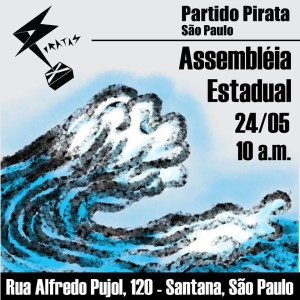 PIRATAS
Partido Pirata
São Paulo
Assembléia
Estadual
24/05
10 a.m.
Rua Alfredo Pujol, 120 - Santana, São Paulo